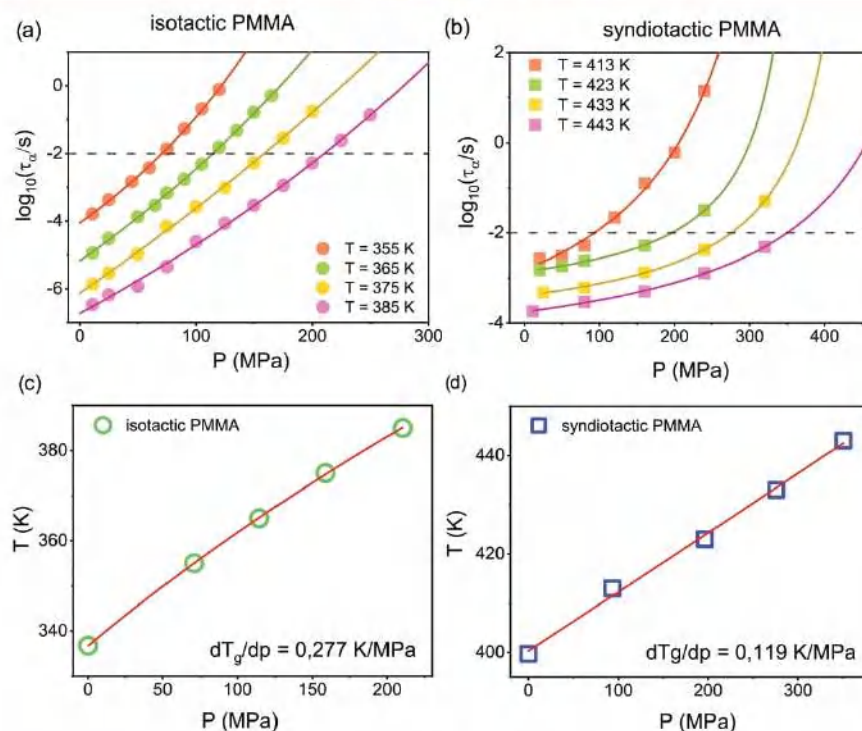 (a)
isotactic PMMA
log₁₀(τα/s)
0
-2
-4
-6
T = 355 K
T = 365 K
T = 375 K
T = 385 K
0
100
200
300
P (MPa)
(b)
syndiotactic PMMA
log₁₀(τα/s)
2
0
-2
-4
T = 413 K
T = 423 K
T = 433 K
T = 443 K
0
100
200
300
400
P (MPa)
(c)
isotactic PMMA
T (K)
380
360
340
dTg/dp = 0,277 K/MPa
0
50
100
150
200
P (MPa)
(d)
syndiotactic PMMA
T (K)
440
420
400
dTg/dp = 0,119 K/MPa
0
100
200
300
P (MPa)